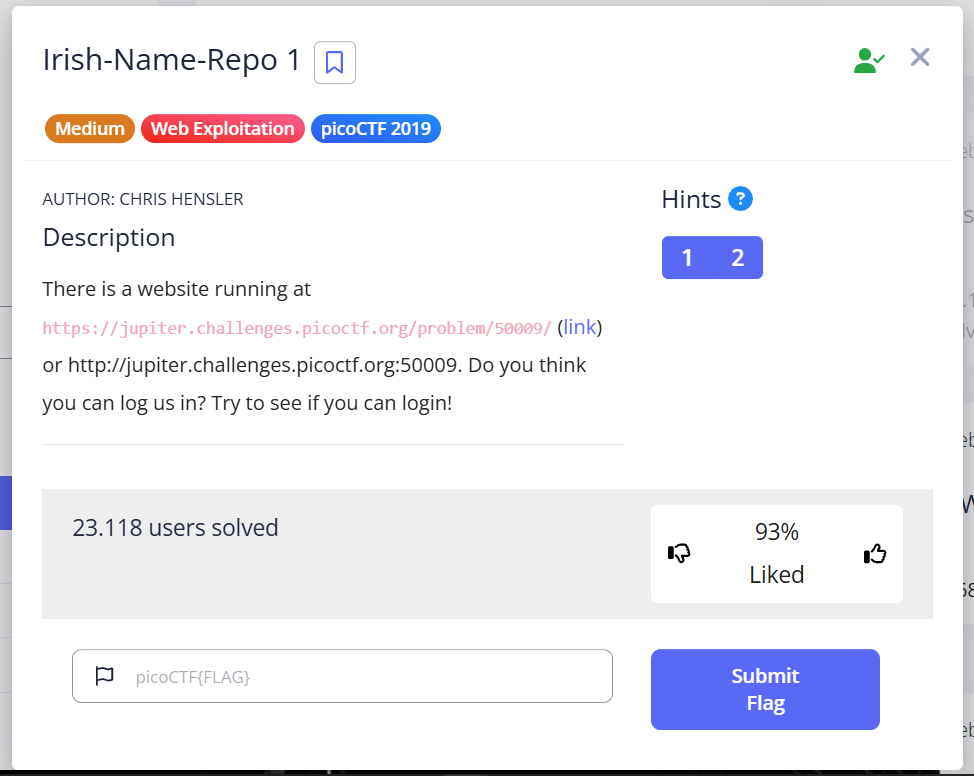 Irish-Name-Repo 1
Medium Web Exploitation picoCTF 2019
AUTHOR: CHRIS HENSLER
Description
There is a website running at
https://jupiter.challenges.picoctf.org/problem/50009/ (link)
or http://jupiter.challenges.picoctf.org:50009. Do you think
you can log us in? Try to see if you can login!
Hints ?
1 2
23.118 users solved
93%
Liked
picoCTF{FLAG}
Submit
Flag